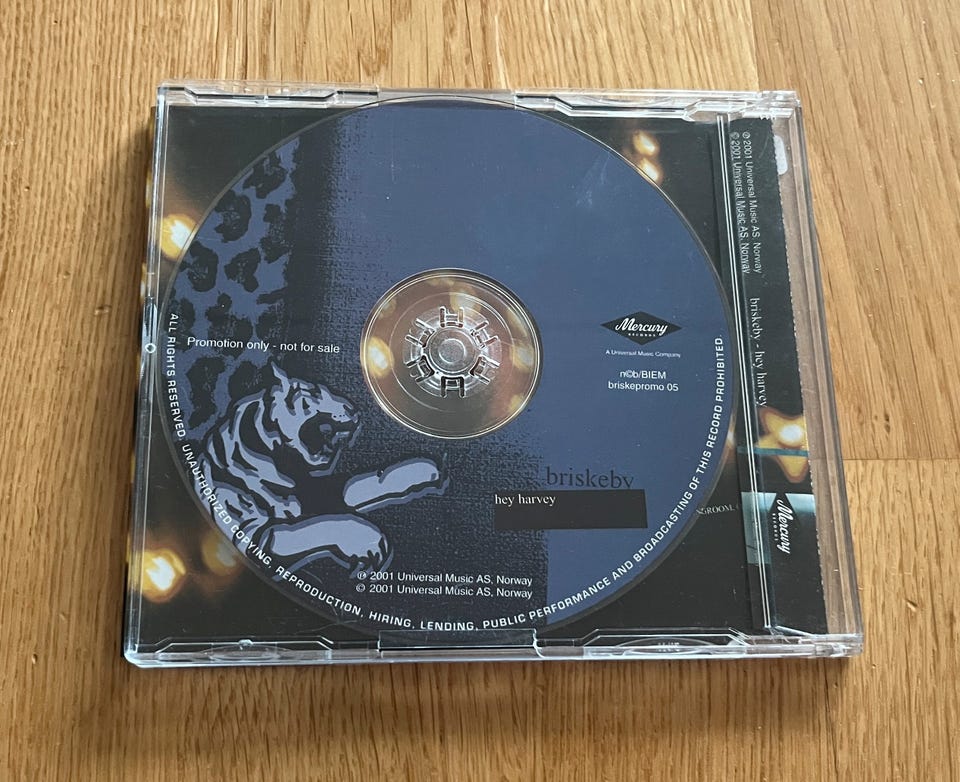 Promotion only - not for sale
Mercury
RECORDS
A Universal Music Company
n©b/BIEM
briskepromo 05
briskeby
hey harvey
℗ 2001 Universal Music AS, Norway
© 2001 Universal Music AS, Norway
ALL RIGHTS RESERVED. UNAUTHORIZED COPYING, REPRODUCTION, HIRING, LENDING, PUBLIC PERFORMANCE AND BROADCASTING OF THIS RECORD PROHIBITED.
℗ 2001 Universal Music AS, Norway
© 2001 Universal Music AS, Norway
briskeby - hey harvey
Mercury
RECORDS